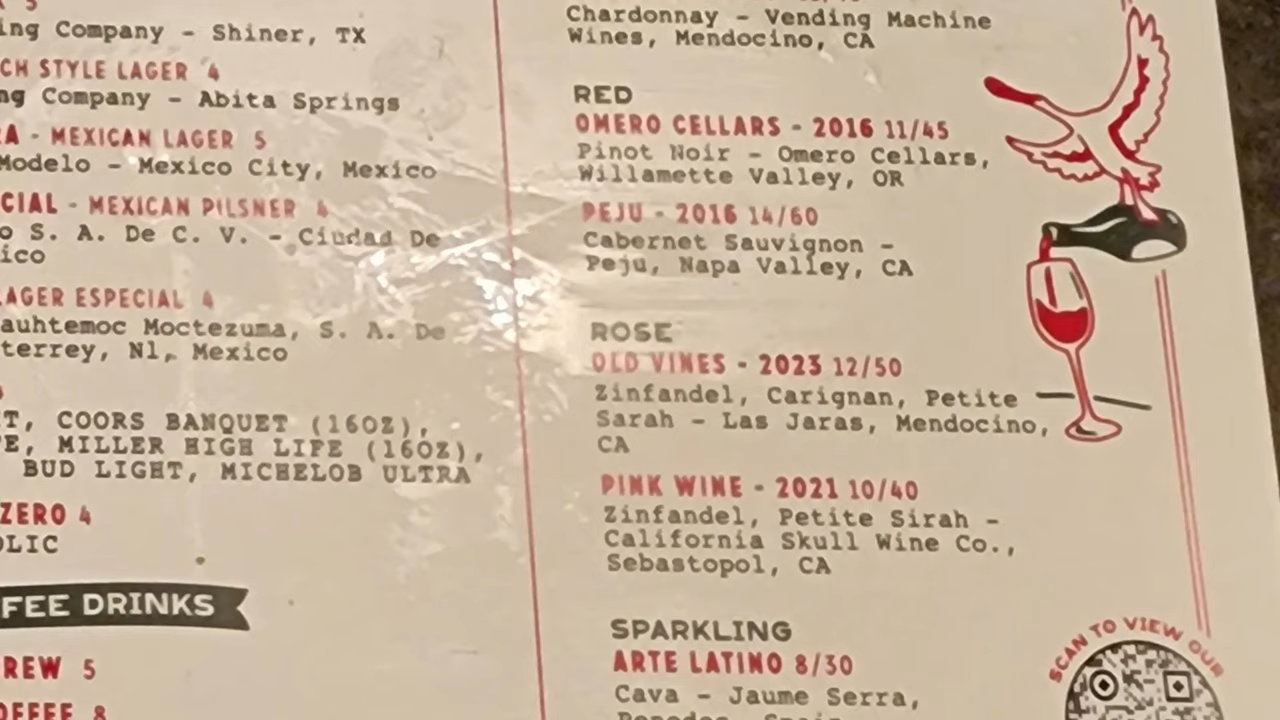 ing Company - Shiner, TX
CH STYLE LAGER 4
ng Company - Abita Springs
A - MEXICAN LAGER 5
Modelo - Mexico City, Mexico
CIAL - MEXICAN PILSNER 4
o S. A. De C. V. - Ciudad De
ico
LAGER ESPECIAL 4
auhtemoc Moctezuma, S. A. De
terrey, Nl, Mexico
T, COORS BANQUET (16OZ),
E, MILLER HIGH LIFE (16OZ),
BUD LIGHT, MICHELOB ULTRA
ZERO 4
OLIC
FEE DRINKS
REW 5
OFFEE 8
Chardonnay - Vending Machine
Wines, Mendocino, CA
RED
OMERO CELLARS - 2016 11/45
Pinot Noir - Omero Cellars,
Willamette Valley, OR
PEJU - 2016 14/60
Cabernet Sauvignon -
Peju, Napa Valley, CA
ROSE
OLD VINES - 2023 12/50
Zinfandel, Carignan, Petite
Sarah - Las Jaras, Mendocino,
CA
PINK WINE - 2021 10/40
Zinfandel, Petite Sirah -
California Skull Wine Co.,
Sebastopol, CA
SPARKLING
ARTE LATINO 8/30
Cava - Jaume Serra,
SCAN TO VIEW OUR